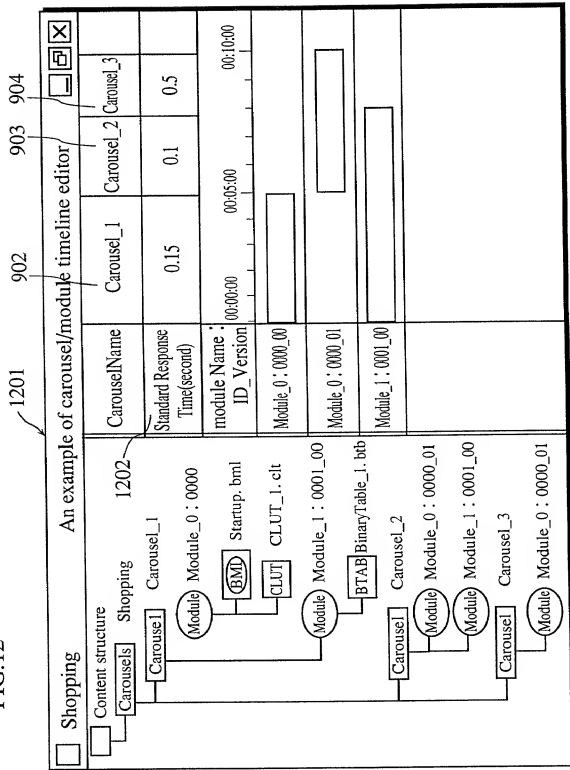 FIG.12
1201
Shopping An example of carousel/module timeline editor
902
903
904
Content structure
Carousels Shopping
Carousel Carousel_1
Module Module_0 : 0000
BMD Startup. bml
CLUT CLUT_1. clt
Module Module_1 : 0001_00
BTAB BinaryTable_1. btb
Carousel Carousel_2
Module Module_0 : 0000_01
Module Module_1 : 0001_00
Carousel Carousel_3
Module Module_0 : 0000_01
1202
CarouselName Carousel_1 Carousel_2 Carousel_3
Standard Response
Time(second) 0.15 0.1 0.5
module Name :
ID_Version 00:00:00 00:05:00 00:10:00
Module_0 : 0000_00
Module_0 : 0000_01
Module_1 : 0001_00